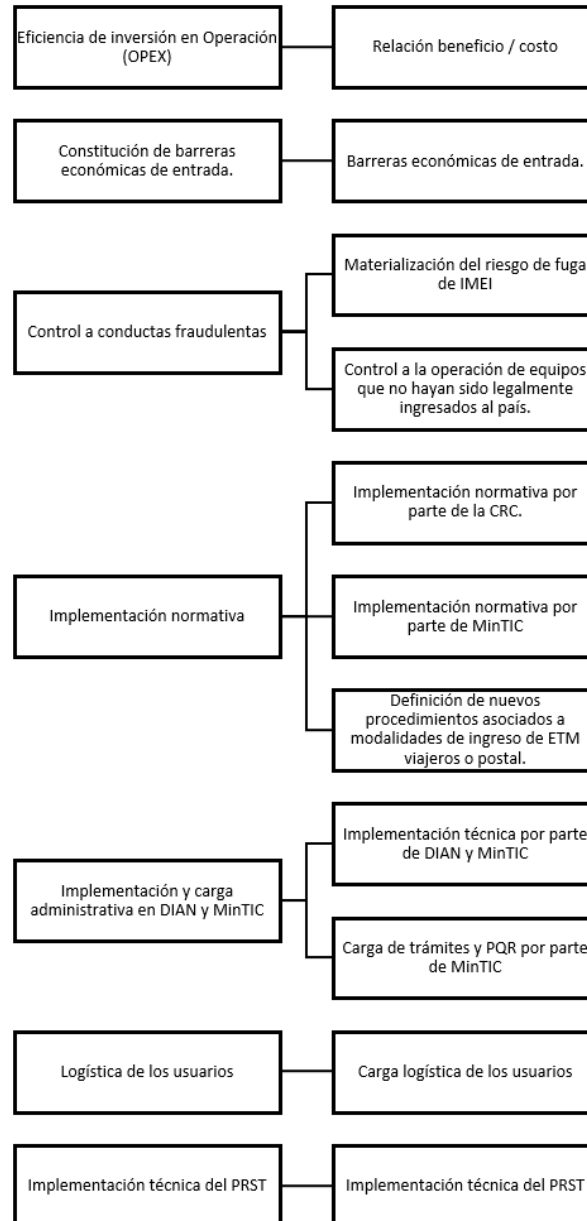 Eficiencia de inversión en Operación
(OPEX)
Relación beneficio / costo
Constitución de barreras
económicas de entrada.
Barreras económicas de entrada.
Control a conductas fraudulentas
Materialización del riesgo de fuga
de IMEI
Control a la operación de equipos
que no hayan sido legalmente
ingresados al país.
Implementación normativa
Implementación normativa por
parte de la CRC.
Implementación normativa por
parte de MinTIC
Definición de nuevos
procedimientos asociados a
modalidades de ingreso de ETM
viajeros o postal.
Implementación y carga
administrativa en DIAN y MinTIC
Implementación técnica por parte
de DIAN y MinTIC
Carga de trámites y PQR por parte
de MinTIC
Logística de los usuarios
Carga logística de los usuarios
Implementación técnica del PRST
Implementación técnica del PRST